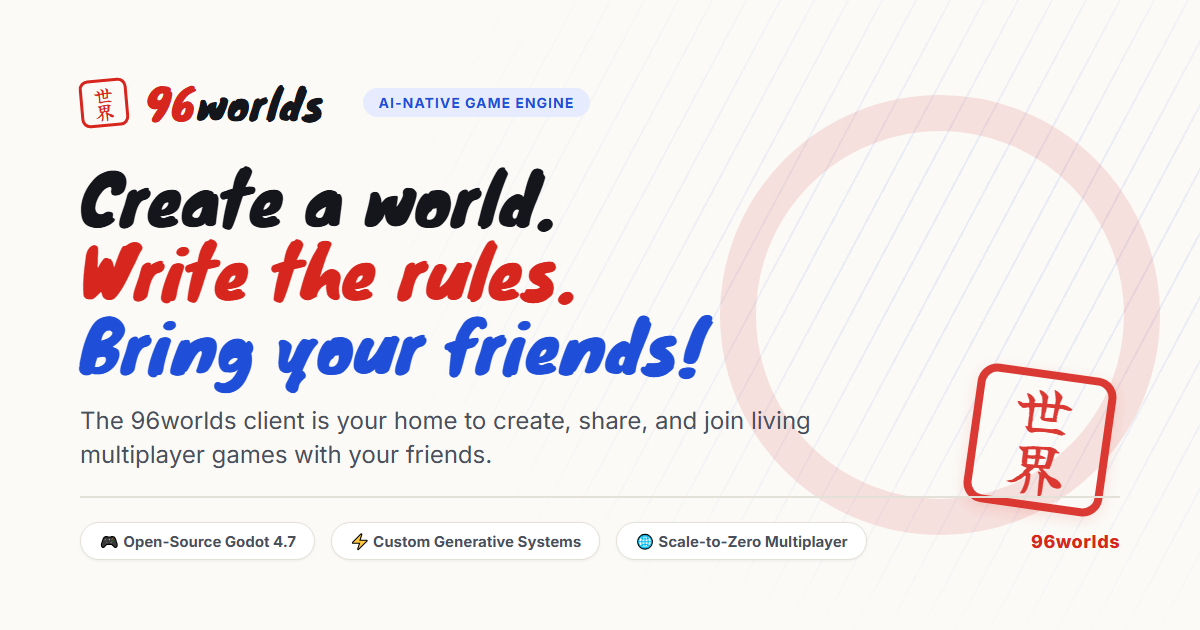 世界
96worlds
AI-NATIVE GAME ENGINE
Create a world.
Write the rules.
Bring your friends!
The 96worlds client is your home to create, share, and join living
multiplayer games with your friends.
世
界
🎮 Open-Source Godot 4.7
⚡ Custom Generative Systems
🌐 Scale-to-Zero Multiplayer
96worlds